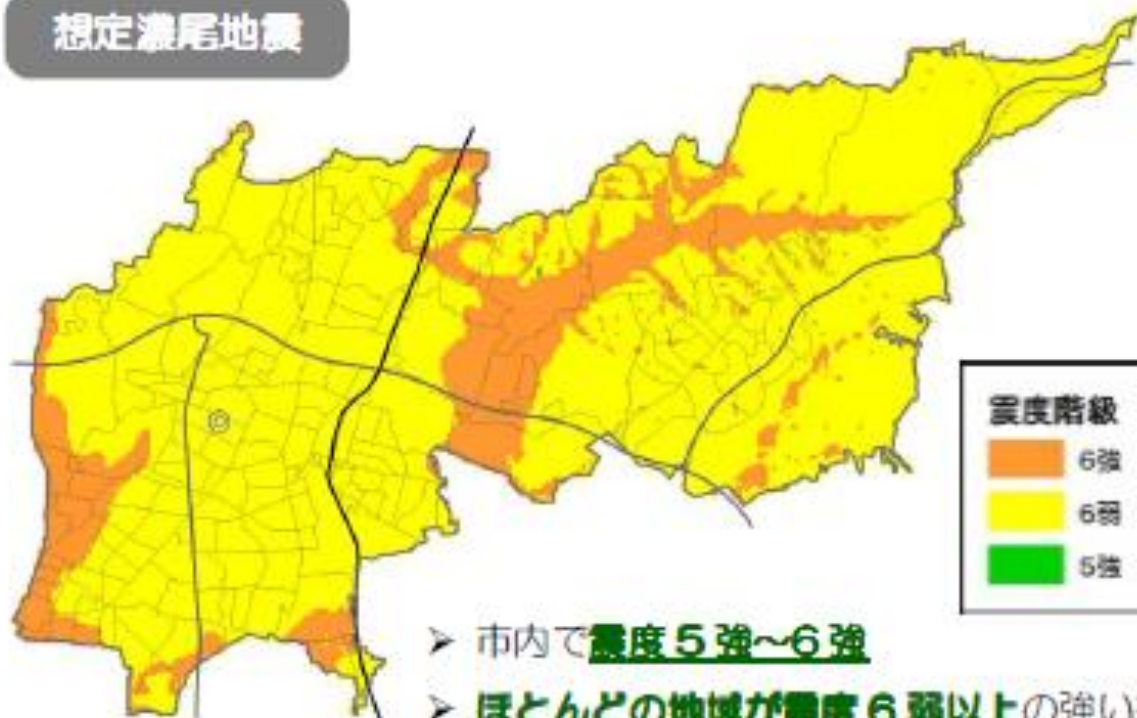 想定濃尾地震
震度階級
6強
6弱
5強
➢ 市内で震度5強~6強
➢ ほとんどの地域が震度6弱以上の強い